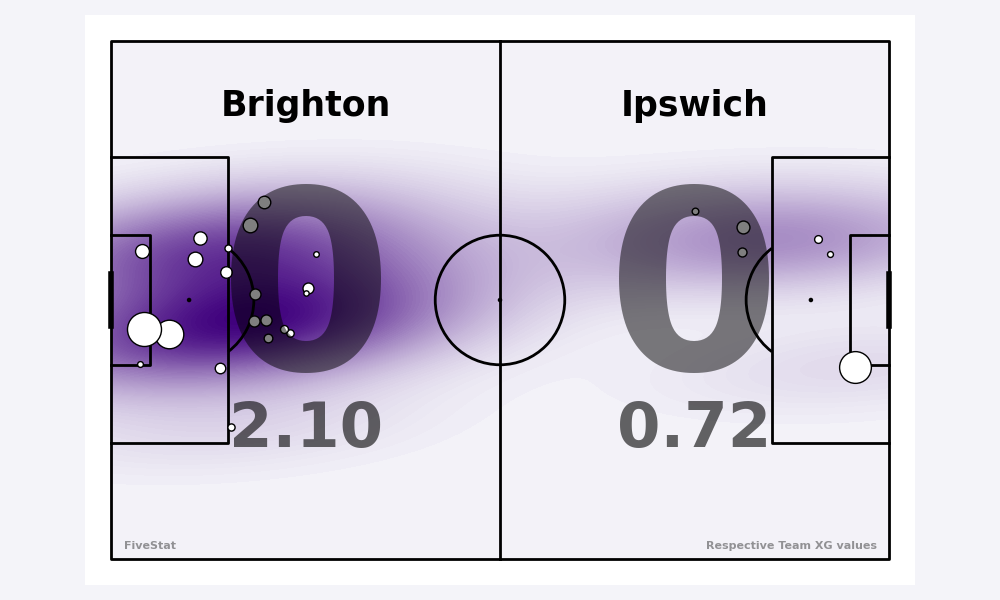 Brighton
Ipswich
0
0
2.10
0.72
FiveStat
Respective Team XG values